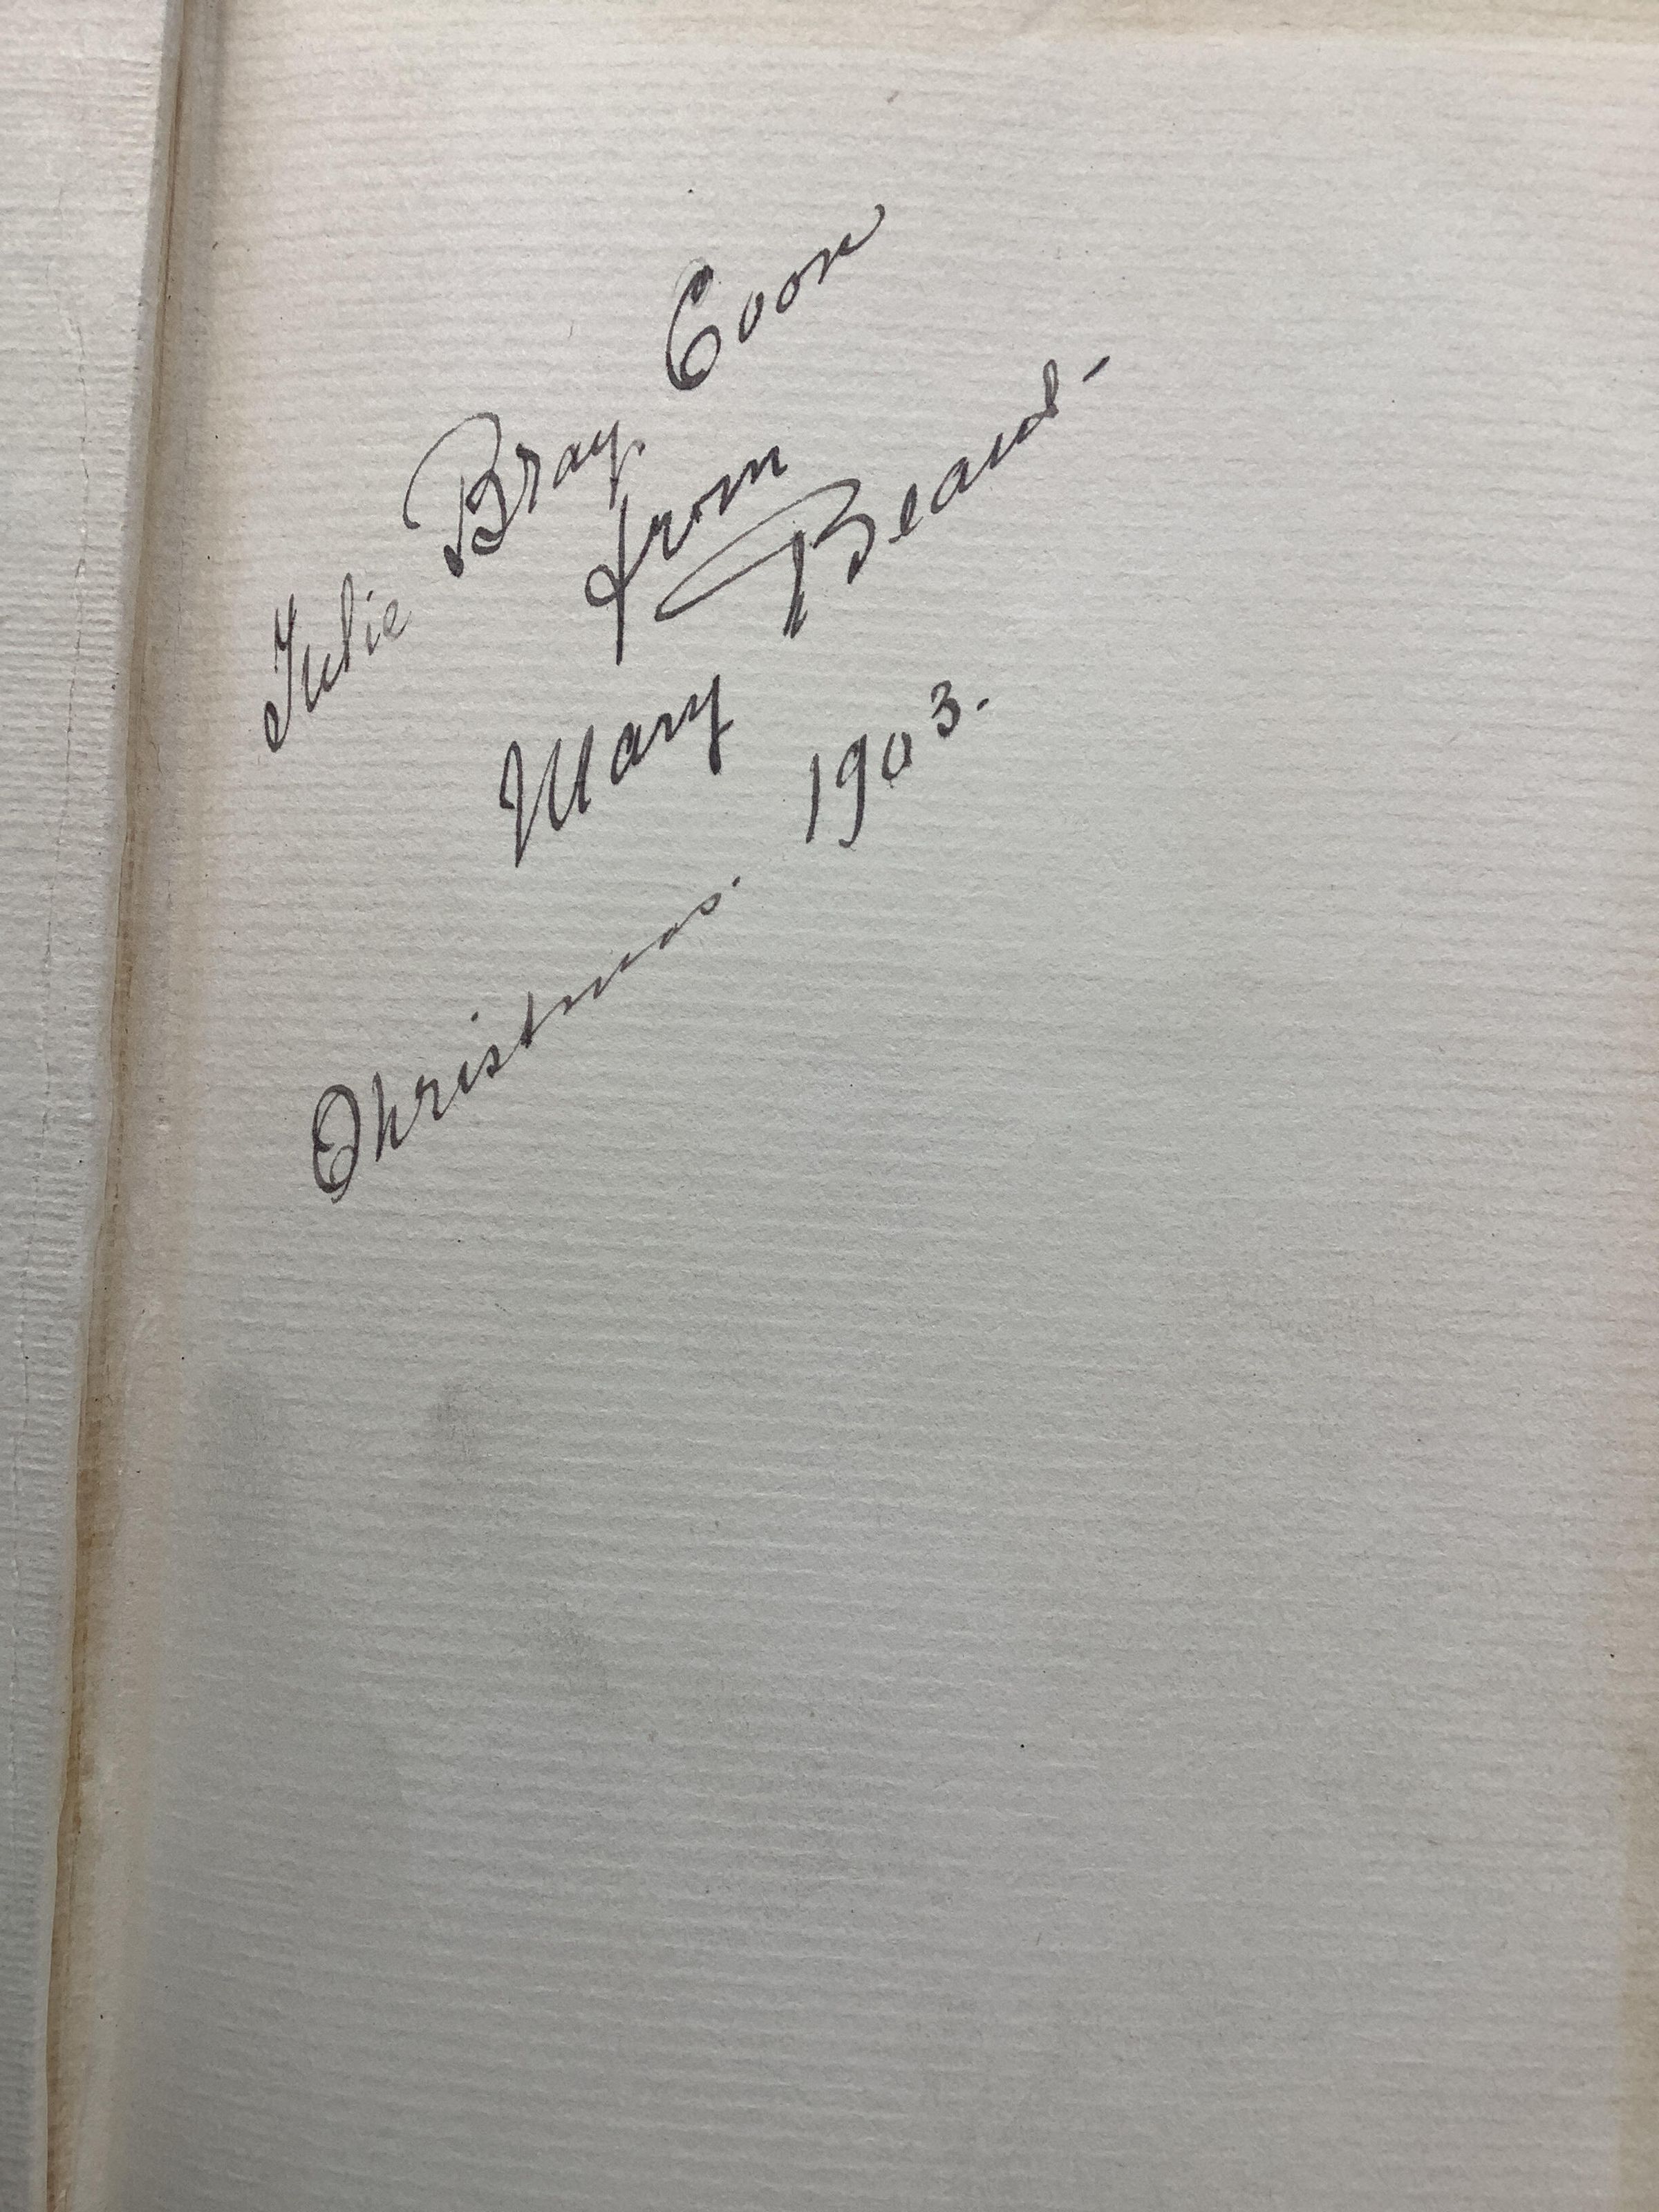 Julie Bray Coon
from
Mary Beard-
Christmas. 1903.